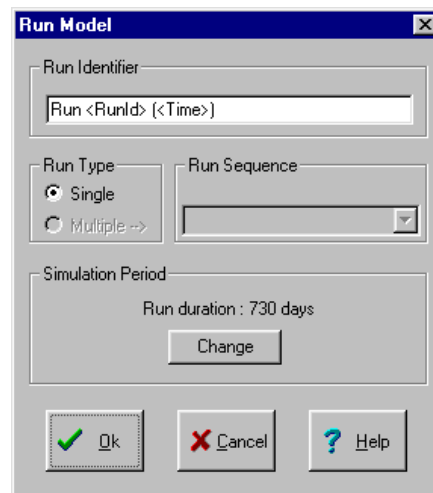 Run Model
Run Identifier
Run <RunId> (<Time>)
Run Type
Run Sequence
Single
Multiple -->
Simulation Period
Run duration : 730 days
Change
Ok
Cancel
? Help